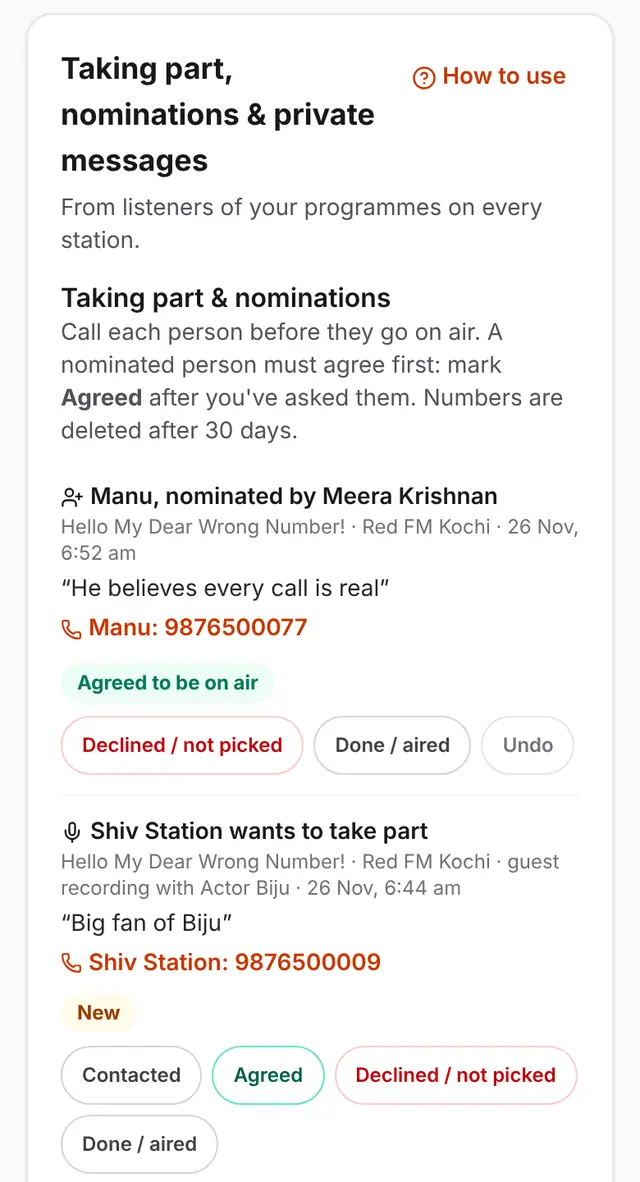 Taking part,
nominations & private
messages
How to use
From listeners of your programmes on every
station.
Taking part & nominations
Call each person before they go on air. A
nominated person must agree first: mark
Agreed after you've asked them. Numbers are
deleted after 30 days.
Manu, nominated by Meera Krishnan
Hello My Dear Wrong Number! · Red FM Kochi · 26 Nov,
6:52 am
“He believes every call is real”
Manu: 9876500077
Agreed to be on air
Declined / not picked
Done / aired
Undo
Shiv Station wants to take part
Hello My Dear Wrong Number! · Red FM Kochi · guest
recording with Actor Biju · 26 Nov, 6:44 am
“Big fan of Biju”
Shiv Station: 9876500009
New
Contacted
Agreed
Declined / not picked
Done / aired